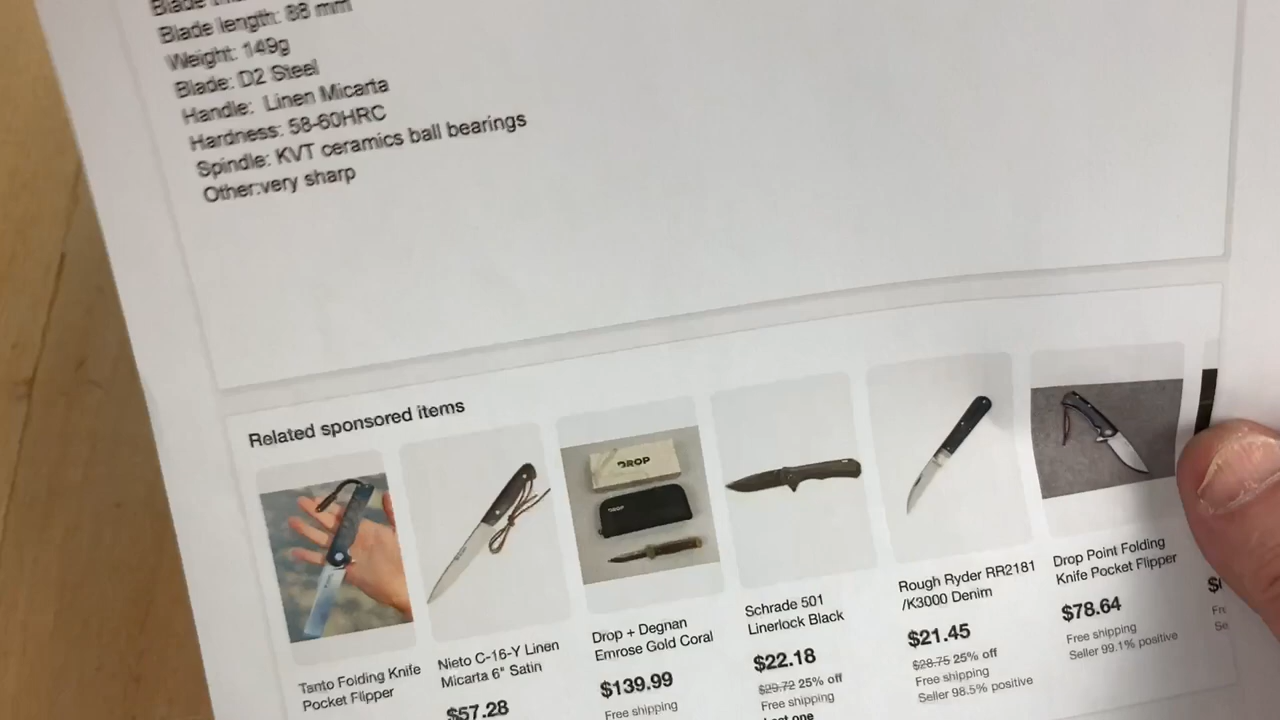 Blade
Blade length: 88 mm
Weight: 149g
Blade: D2 Steel
Handle: Linen Micarta
Hardness: 58-60HRC
Spindle: KVT ceramics ball bearings
Other:very sharp
Related sponsored items
DROP
DROP
Tanto Folding Knife
Pocket Flipper
Nieto C-16-Y Linen
Micarta 6" Satin
$57.28
Drop + Degnan
Emrose Gold Coral
$139.99
Free shipping
Schrade 501
Linerlock Black
$22.18
$29.72 25% off
Free shipping
Last one
Rough Ryder RR2181
/K3000 Denim
$21.45
$28.75 25% off
Free shipping
Seller 98.5% positive
Drop Point Folding
Knife Pocket Flipper
$78.64
Free shipping
Seller 99.1% positive